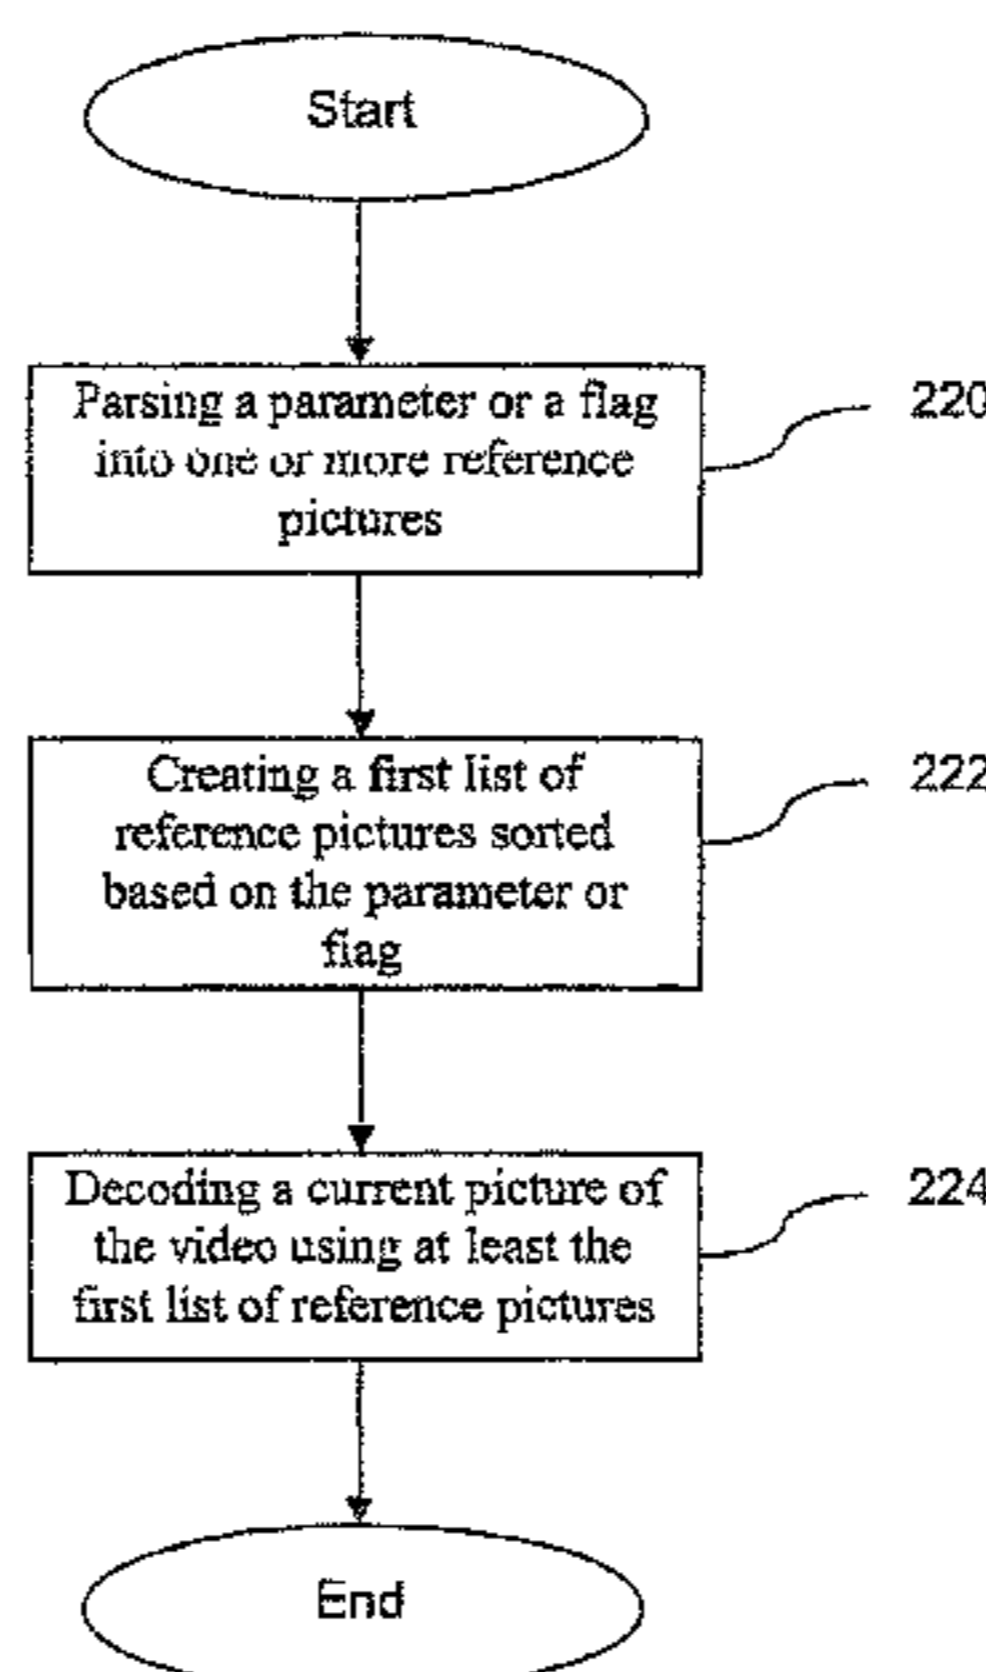 Start
Parsing a parameter or a flag
into one or more reference
pictures
220
Creating a first list of
reference pictures sorted
based on the parameter or
flag
222
Decoding a current picture of
the video using at least the
first list of reference pictures
224
End